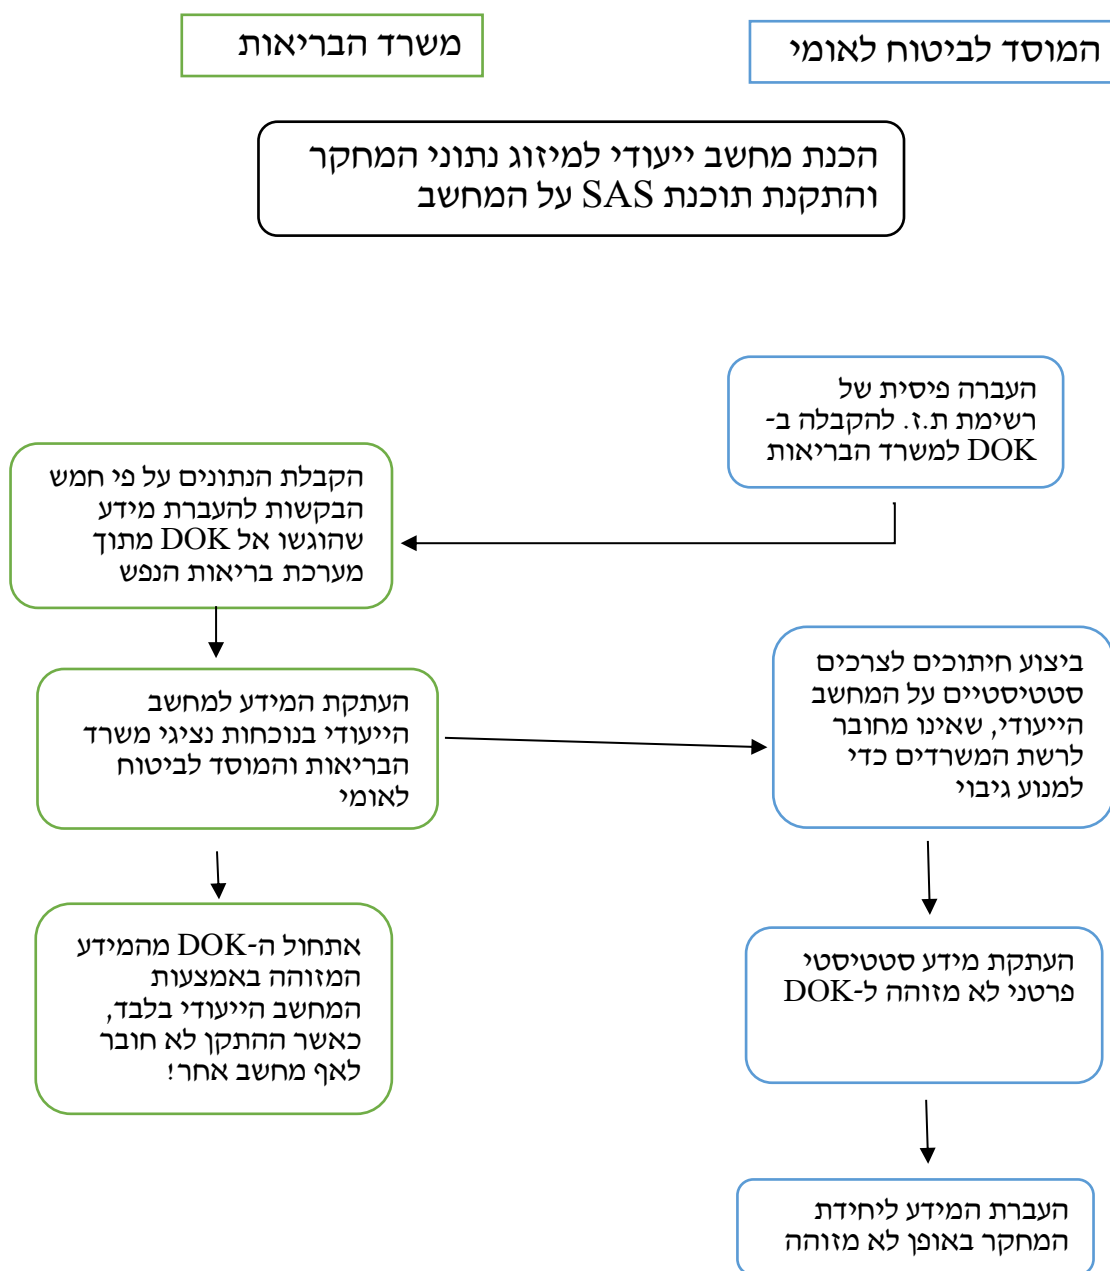 המוסד לביטוח לאומי
משרד הבריאות
הכנת מחשב ייעודי למיזוג נתוני המחקר
והתקנת תוכנת SAS על המחשב
העברה פיסית של
רשימת ת.ז. להקבלה ב-
DOK למשרד הבריאות
הקבלת הנתונים על פי חמש
הבקשות להעברת מידע
שהוגשו אל DOK מתוך
מערכת בריאות הנפש
העתקת המידע למחשב
הייעודי בנוכחות נציגי משרד
הבריאות והמוסד לביטוח
לאומי
ביצוע חיתוכים לצרכים
סטטיסטיים על המחשב
הייעודי, שאינו מחובר
לרשת המשרדים כדי
למנוע גיבוי
אתחול ה-DOK מהמידע
המזוהה באמצעות
המחשב הייעודי בלבד,
כאשר ההתקן לא חובר
לאף מחשב אחר!
העתקת מידע סטטיסטי
פרטני לא מזוהה ל-DOK
העברת המידע ליחידת
המחקר באופן לא מזוהה